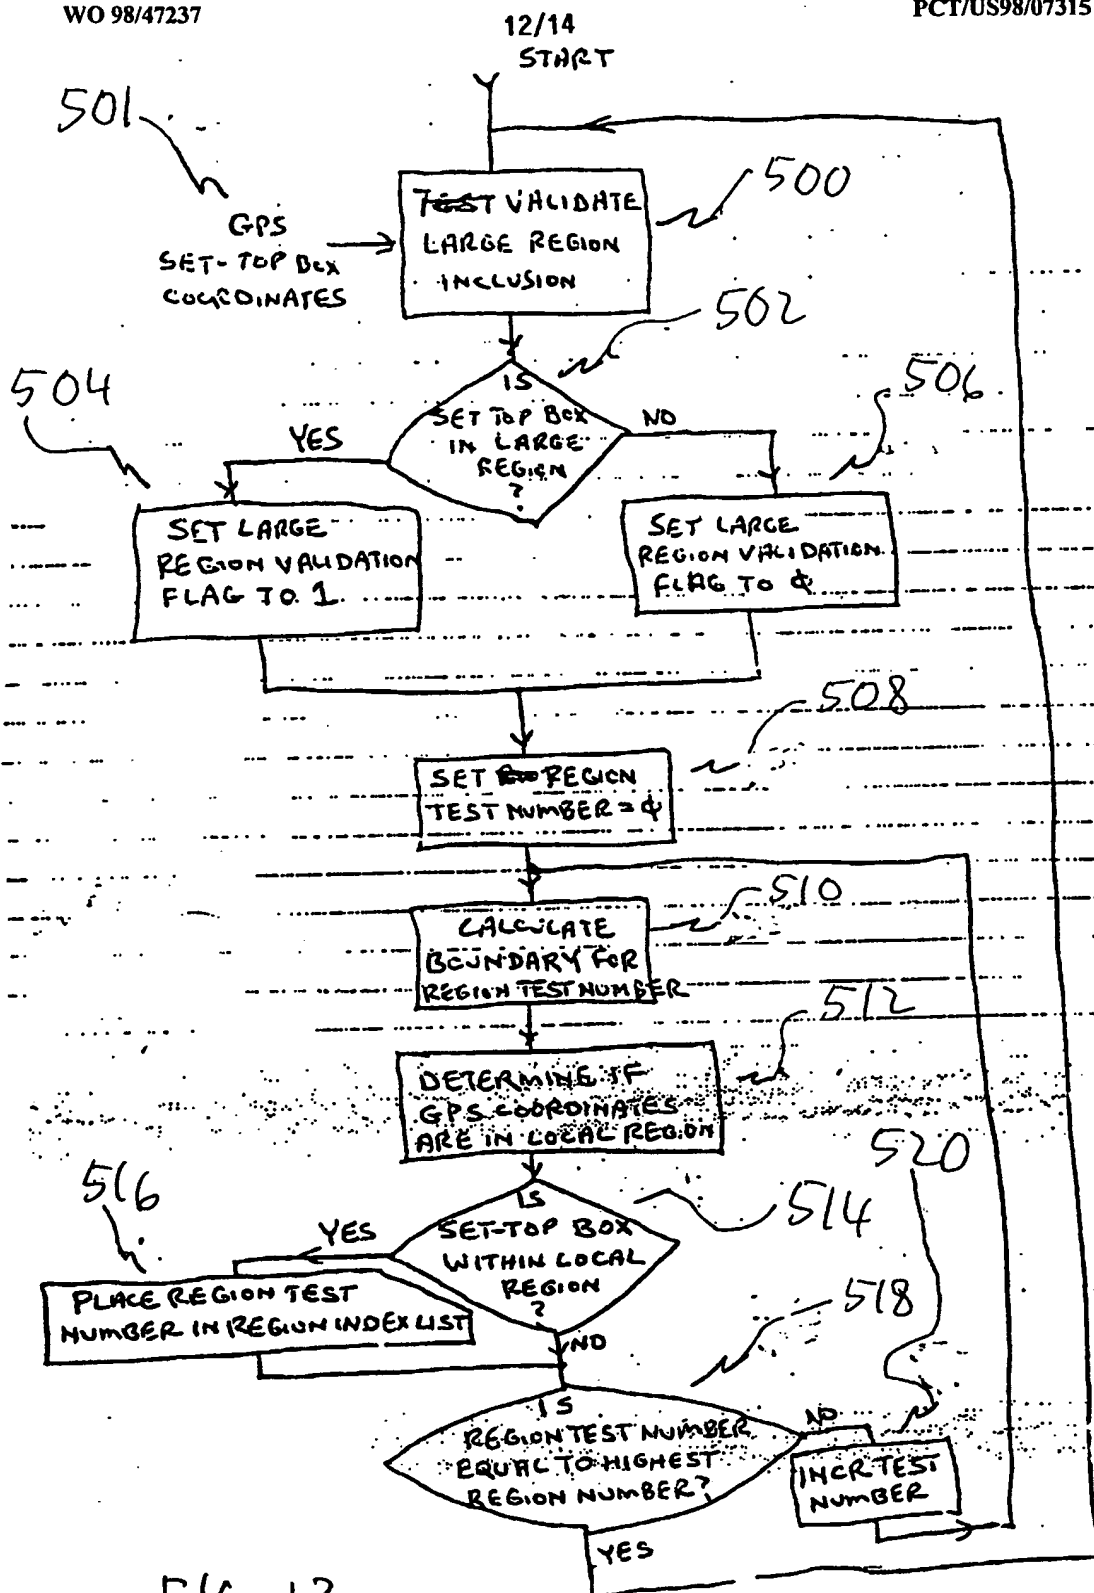 WO 98/47237
PCT/US98/07315
12/14
START
501
GPS
SET-TOP BOX
COORDINATES
500
TEST VALIDATE
LARGE REGION
INCLUSION
502
IS
SET TOP BOX
IN LARGE
REGION
?
YES
NO
504
506
SET LARGE
REGION VALIDATION
FLAG TO 1
SET LARGE
REGION VALIDATION
FLAG TO φ
508
SET REGION
TEST NUMBER = φ
510
CALCULATE
BOUNDARY FOR
REGION TEST NUMBER
512
DETERMINE IF
GPS COORDINATES
ARE IN LOCAL REGION
520
516
514
IS
SET-TOP BOX
WITHIN LOCAL
REGION
?
YES
PLACE REGION TEST
NUMBER IN REGION INDEX LIST
NO
518
IS
REGION TEST NUMBER
EQUAL TO HIGHEST
REGION NUMBER?
NO
INCR TEST
NUMBER
YES